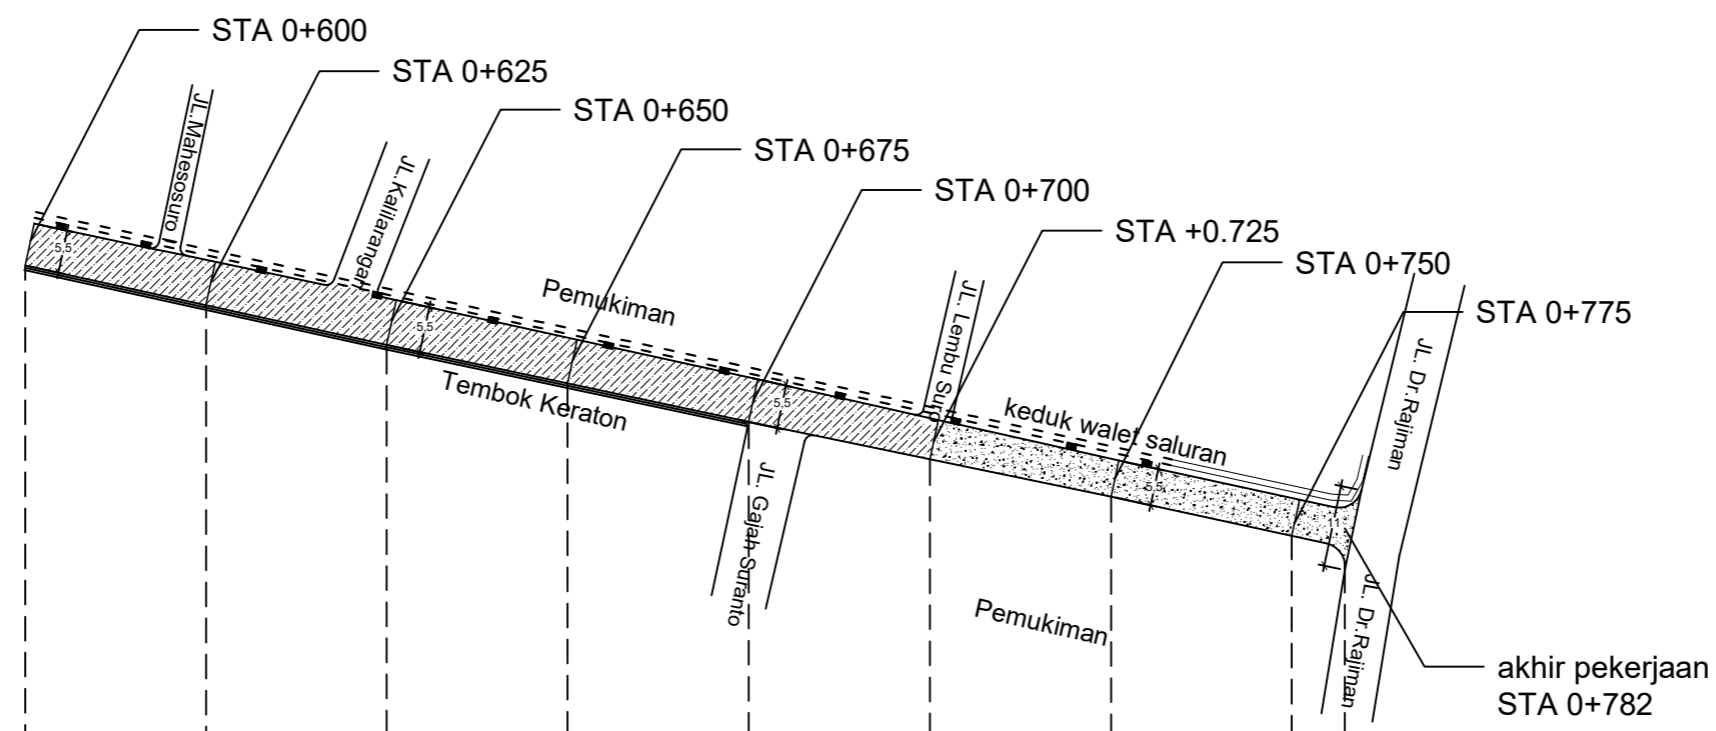 STA 0+600
STA 0+625
STA 0+650
STA 0+675
STA 0+700
STA +0.725
STA 0+750
STA 0+775
JL.Mahesosuro
JL.Kalilarangan
JL. Lembu Suro
JL. Dr.Rajiman
5,5
5,5
5,5
5,5
11
Pemukiman
Tembok Keraton
keduk walet saluran
JL. Gajah Suranto
Pemukiman
JL. Dr.Rajiman
akhir pekerjaan
STA 0+782